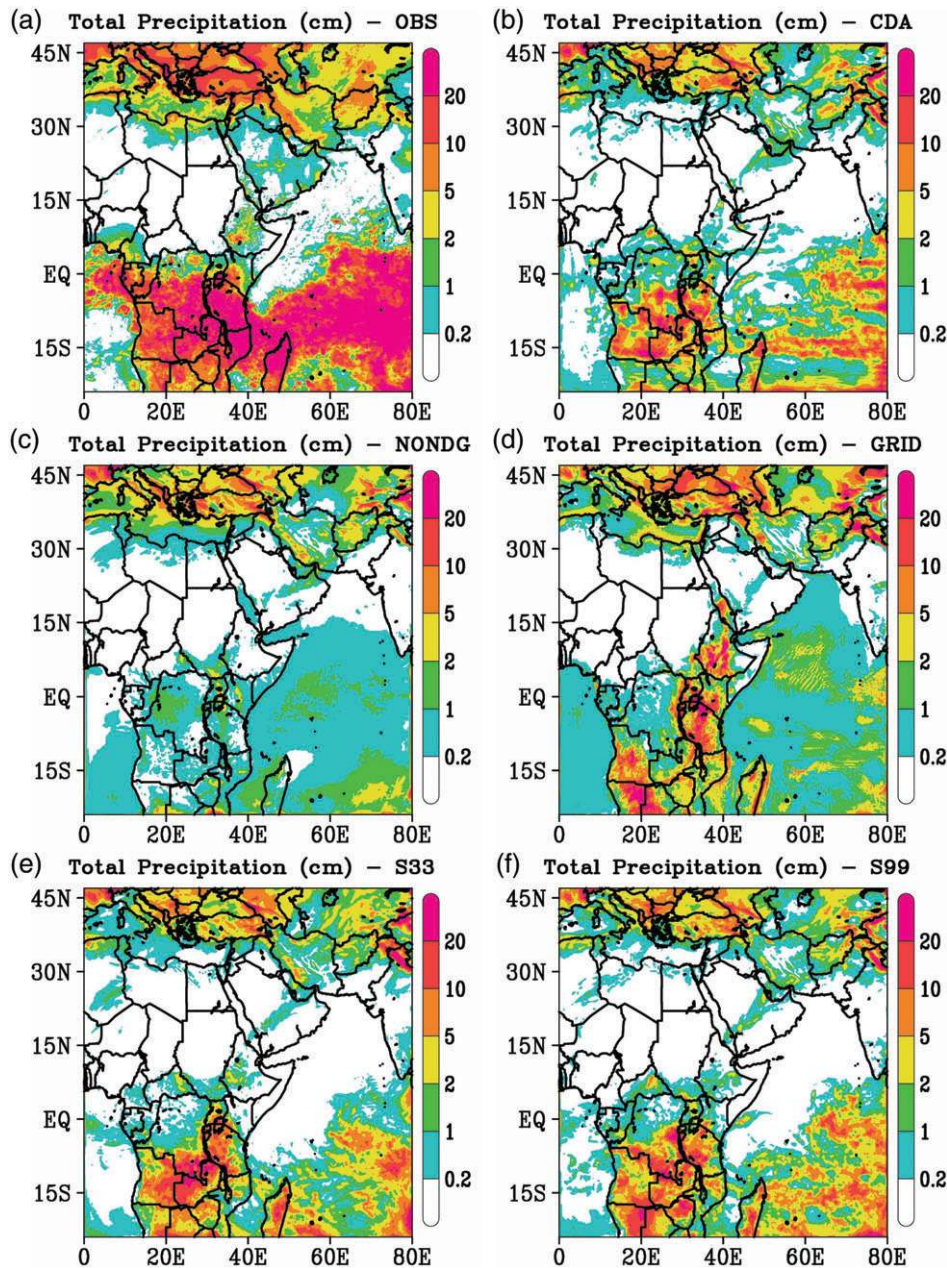 (a) Total Precipitation (cm) – OBS
45N
30N
15N
EQ
15S
0 20E 40E 60E 80E
20
10
5
2
1
0.2
(b) Total Precipitation (cm) – CDA
45N
30N
15N
EQ
15S
0 20E 40E 60E 80E
20
10
5
2
1
0.2
(c) Total Precipitation (cm) – NONDG
45N
30N
15N
EQ
15S
0 20E 40E 60E 80E
20
10
5
2
1
0.2
(d) Total Precipitation (cm) – GRID
45N
30N
15N
EQ
15S
0 20E 40E 60E 80E
20
10
5
2
1
0.2
(e) Total Precipitation (cm) – S33
45N
30N
15N
EQ
15S
0 20E 40E 60E 80E
20
10
5
2
1
0.2
(f) Total Precipitation (cm) – S99
45N
30N
15N
EQ
15S
0 20E 40E 60E 80E
20
10
5
2
1
0.2